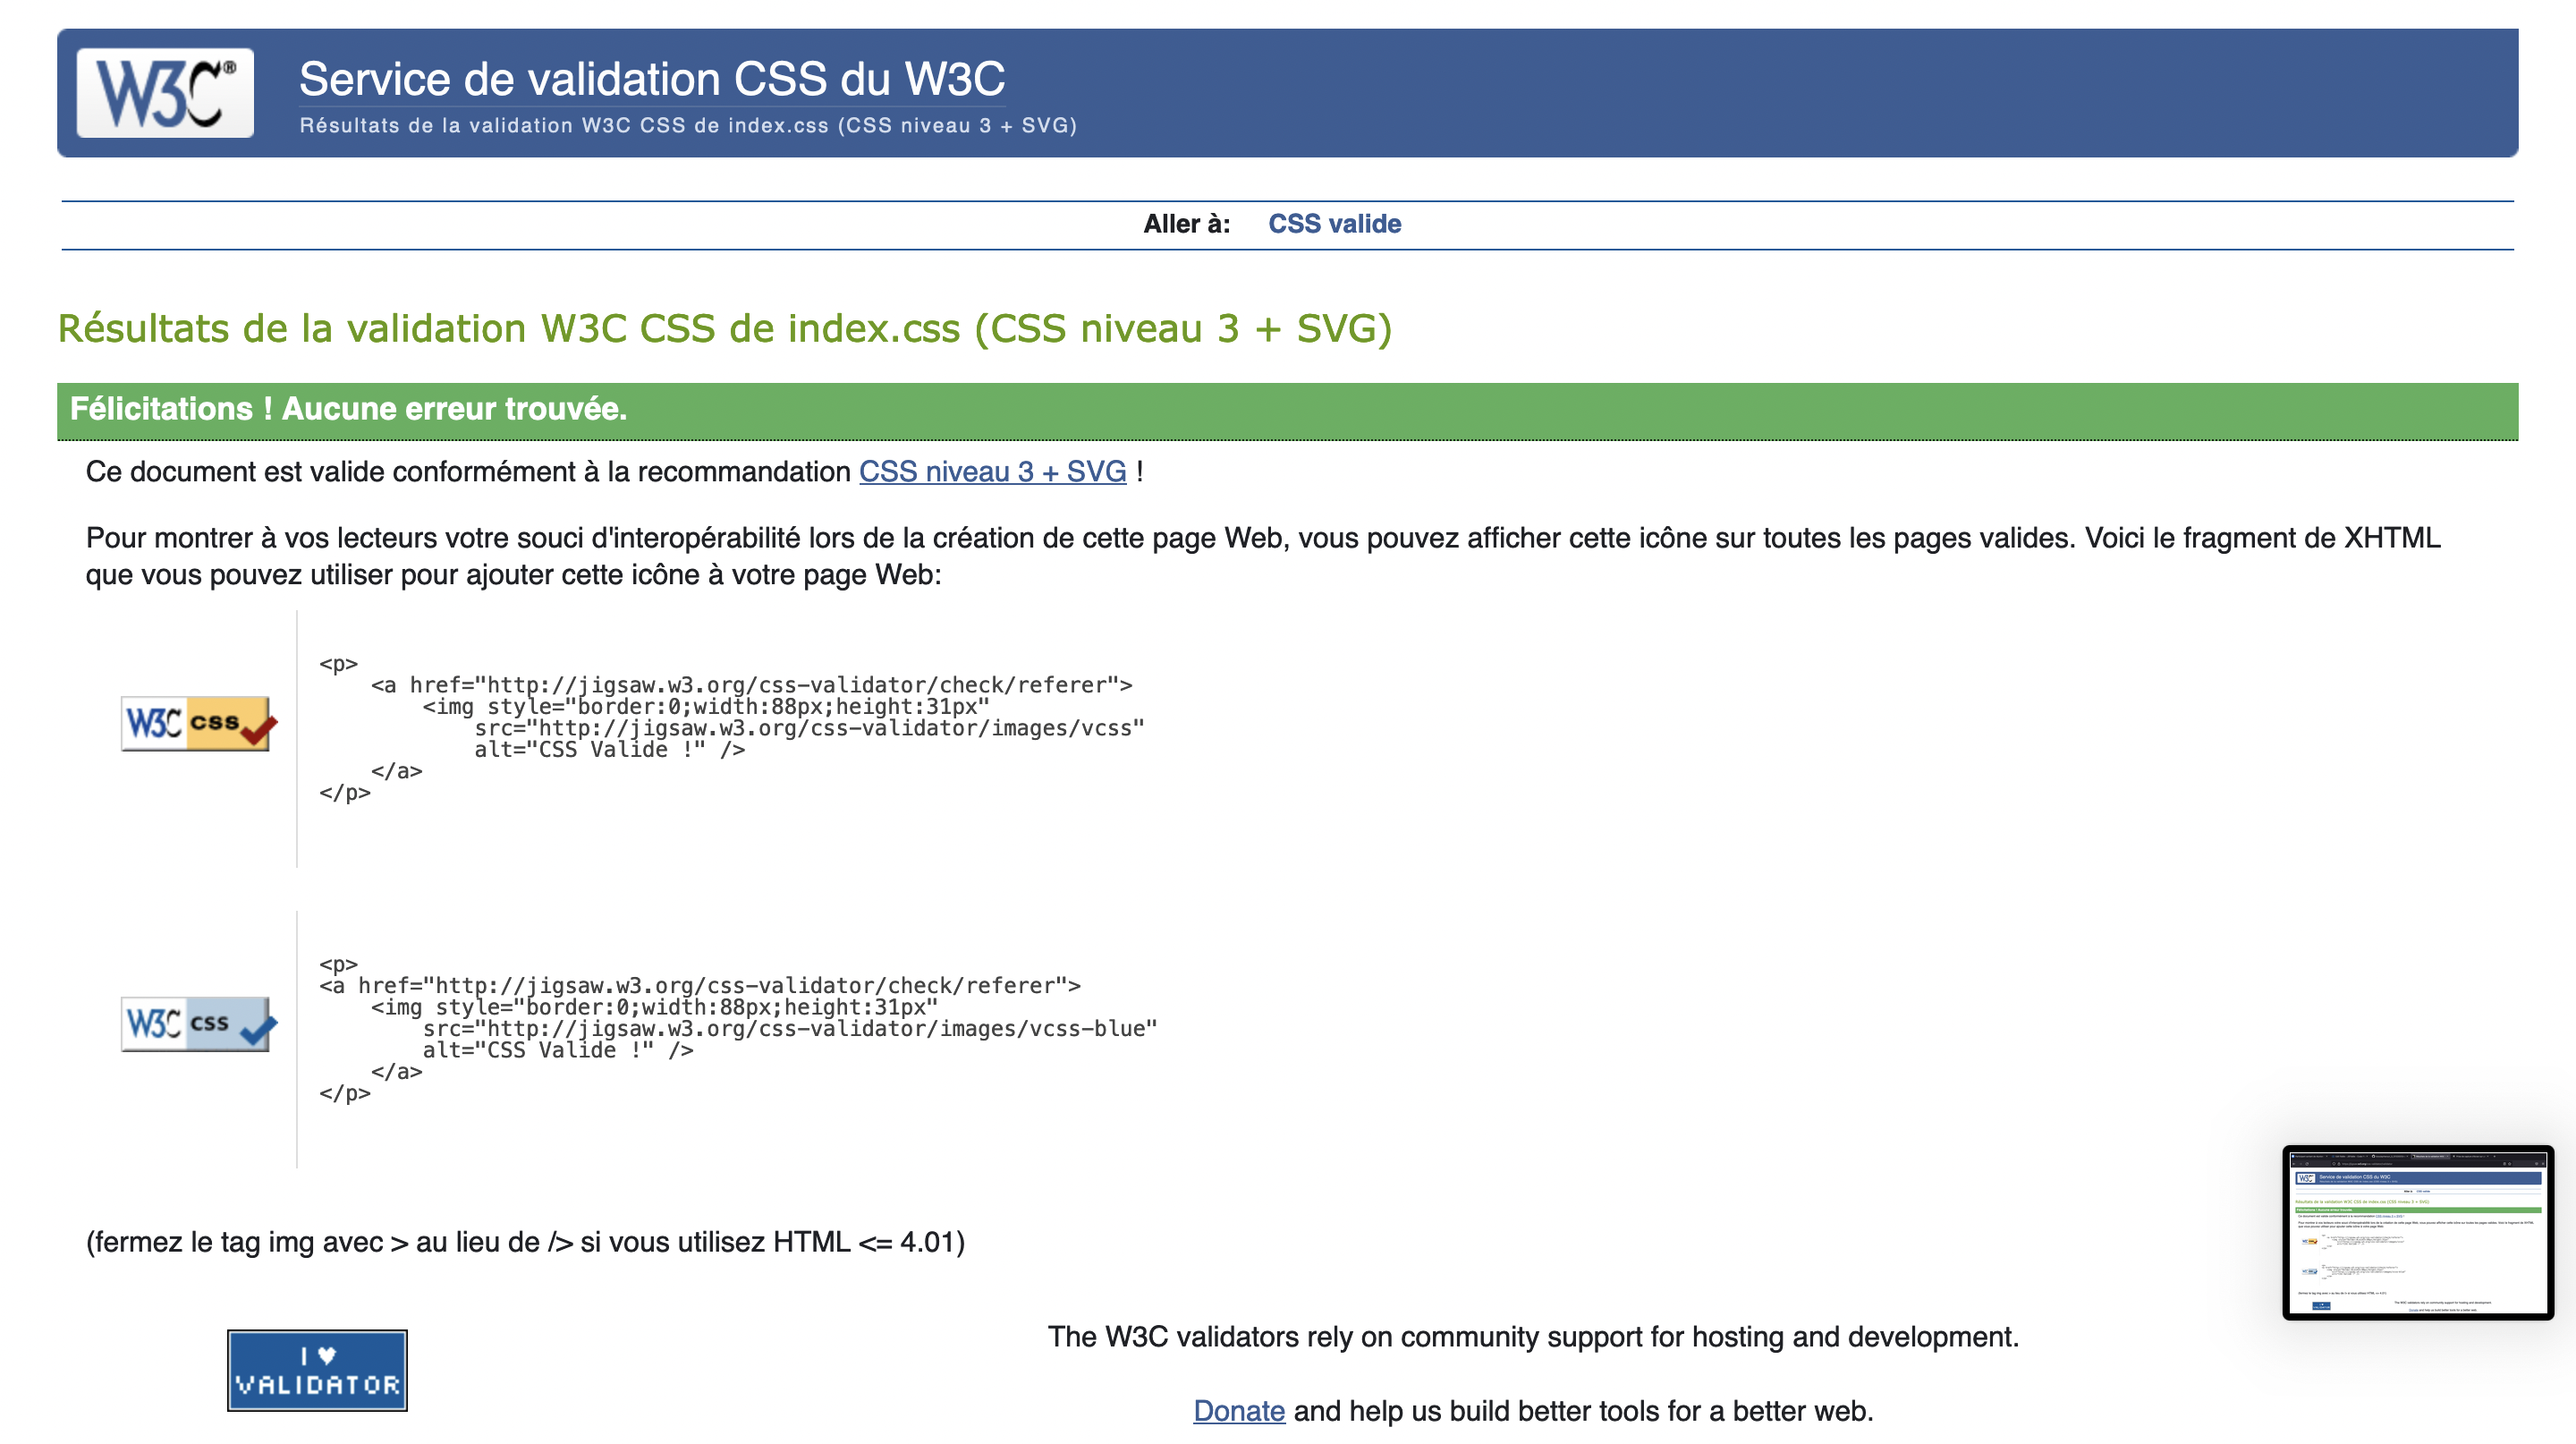 W3C®
Service de validation CSS du W3C
Résultats de la validation W3C CSS de index.css (CSS niveau 3 + SVG)
Aller à: CSS valide
Résultats de la validation W3C CSS de index.css (CSS niveau 3 + SVG)
Félicitations ! Aucune erreur trouvée.
Ce document est valide conformément à la recommandation CSS niveau 3 + SVG !
Pour montrer à vos lecteurs votre souci d'interopérabilité lors de la création de cette page Web, vous pouvez afficher cette icône sur toutes les pages valides. Voici le fragment de XHTML
que vous pouvez utiliser pour ajouter cette icône à votre page Web:
W3C css
<p>
    <a href="http://jigsaw.w3.org/css-validator/check/referer">
        <img style="border:0;width:88px;height:31px"
            src="http://jigsaw.w3.org/css-validator/images/vcss"
            alt="CSS Valide !" />
    </a>
</p>
W3C css
<p>
<a href="http://jigsaw.w3.org/css-validator/check/referer">
    <img style="border:0;width:88px;height:31px"
        src="http://jigsaw.w3.org/css-validator/images/vcss-blue"
        alt="CSS Valide !" />
    </a>
</p>
(fermez le tag img avec > au lieu de /> si vous utilisez HTML <= 4.01)
I ♥
VALIDATOR
The W3C validators rely on community support for hosting and development.
Donate and help us build better tools for a better web.